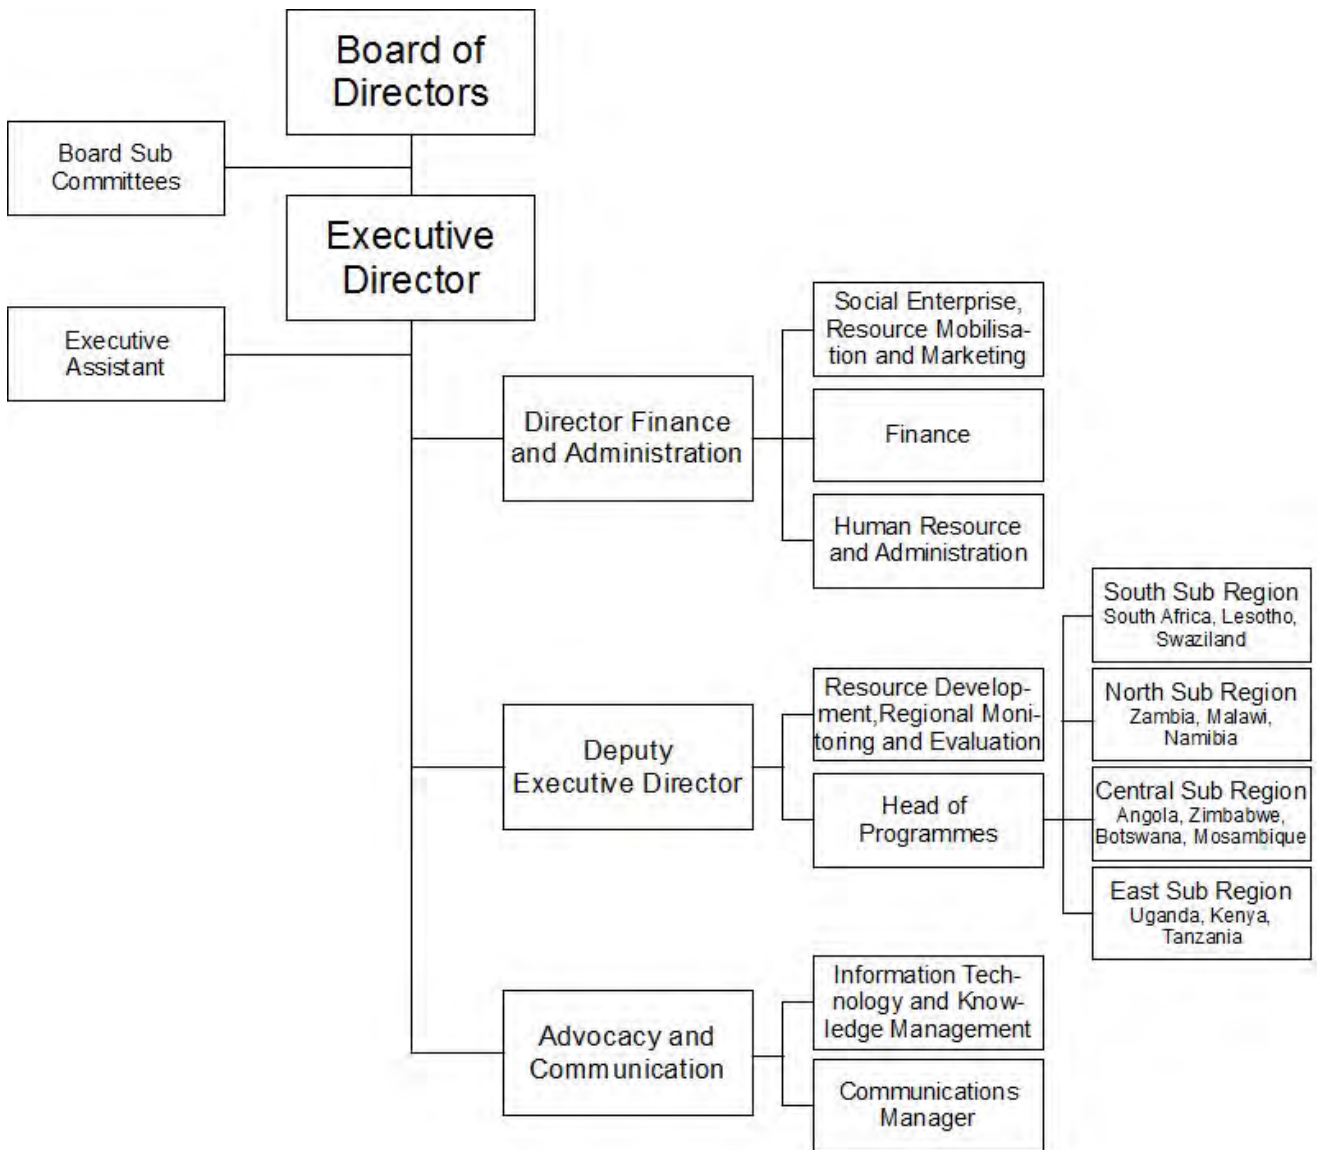 Board of
Directors
Board Sub
Committees
Executive
Director
Executive
Assistant
Director Finance
and Administration
Social Enterprise,
Resource Mobilisa-
tion and Marketing
Finance
Human Resource
and Administration
Deputy
Executive Director
Resource Develop-
ment,Regional Moni-
toring and Evaluation
Head of
Programmes
South Sub Region
South Africa, Lesotho,
Swaziland
North Sub Region
Zambia, Malawi,
Namibia
Central Sub Region
Angola, Zimbabwe,
Botswana, Mosambique
East Sub Region
Uganda, Kenya,
Tanzania
Advocacy and
Communication
Information Tech-
nology and Know-
ledge Management
Communications
Manager